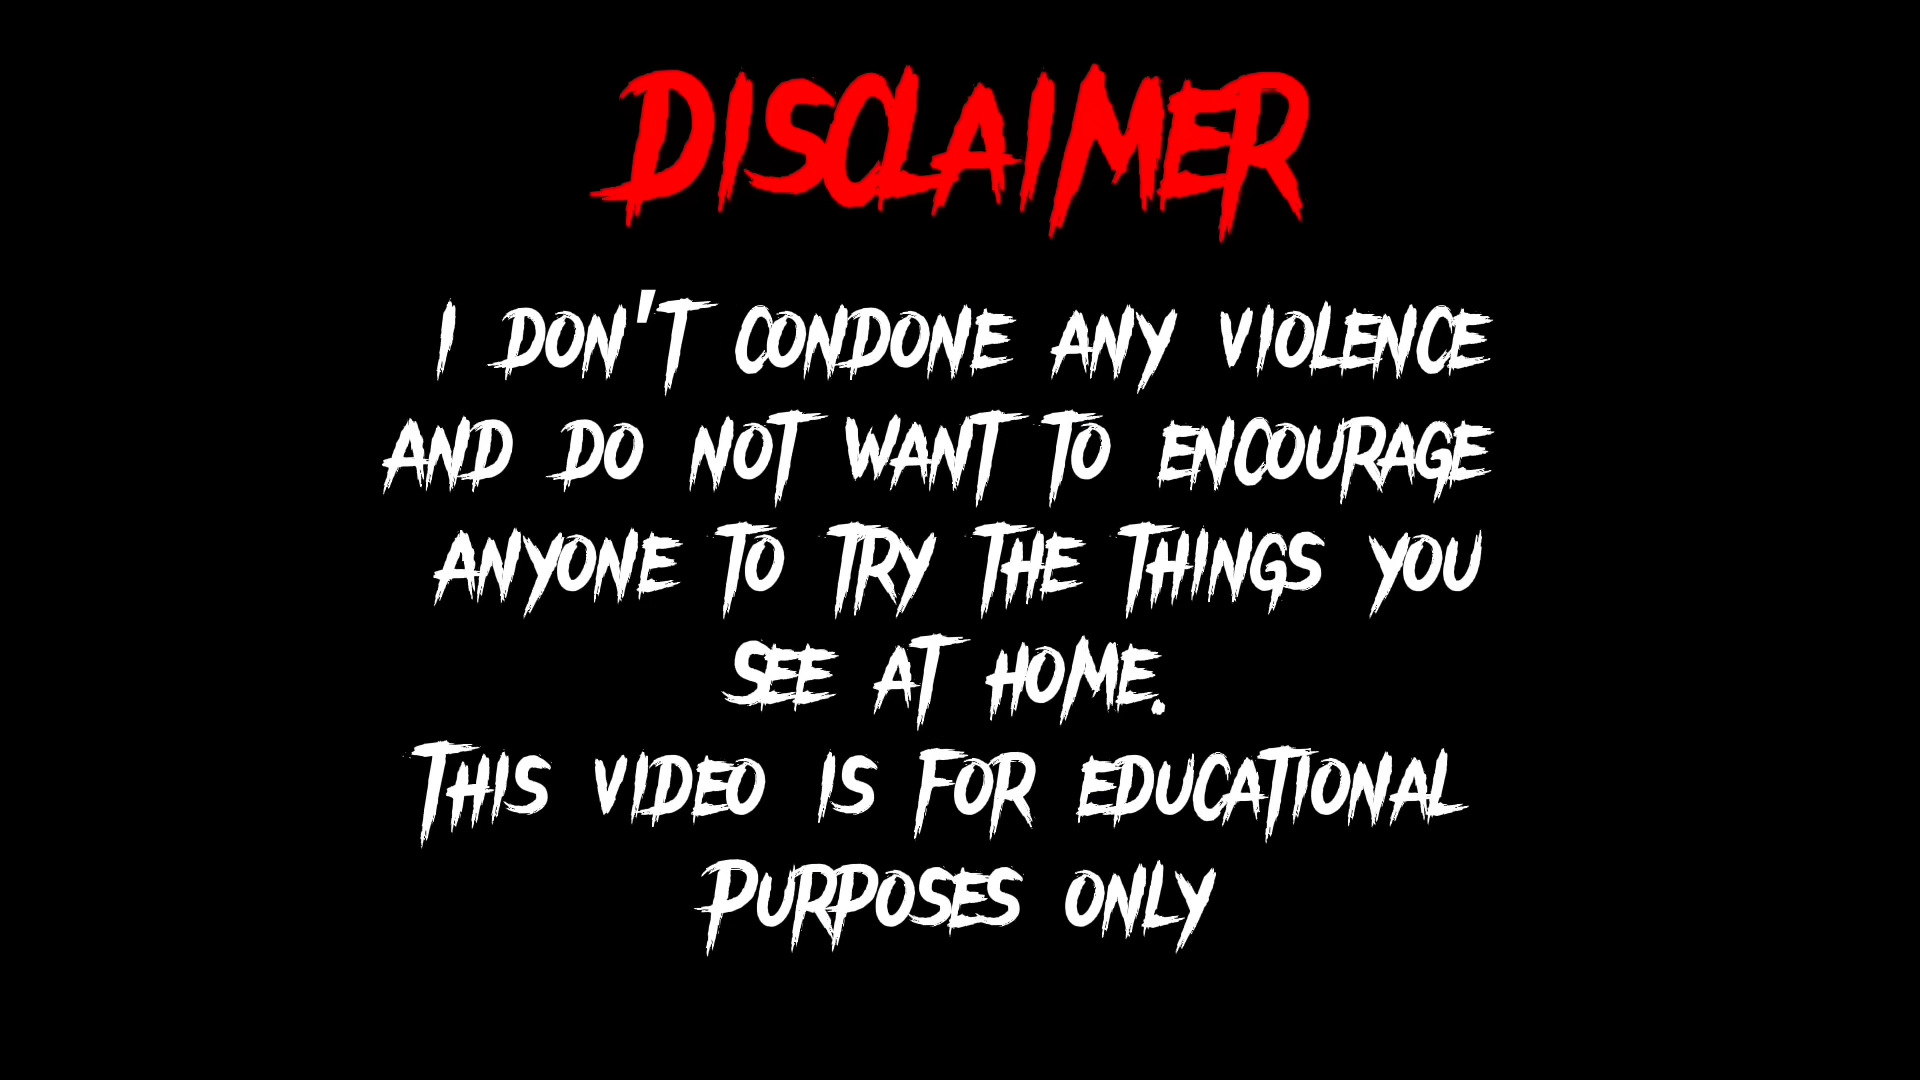 DISCLAIMER
I DON'T CONDONE ANY VIOLENCE
AND DO NOT WANT TO ENCOURAGE
ANYONE TO TRY THE THINGS YOU
SEE AT HOME.
THIS VIDEO IS FOR EDUCATIONAL
PURPOSES ONLY